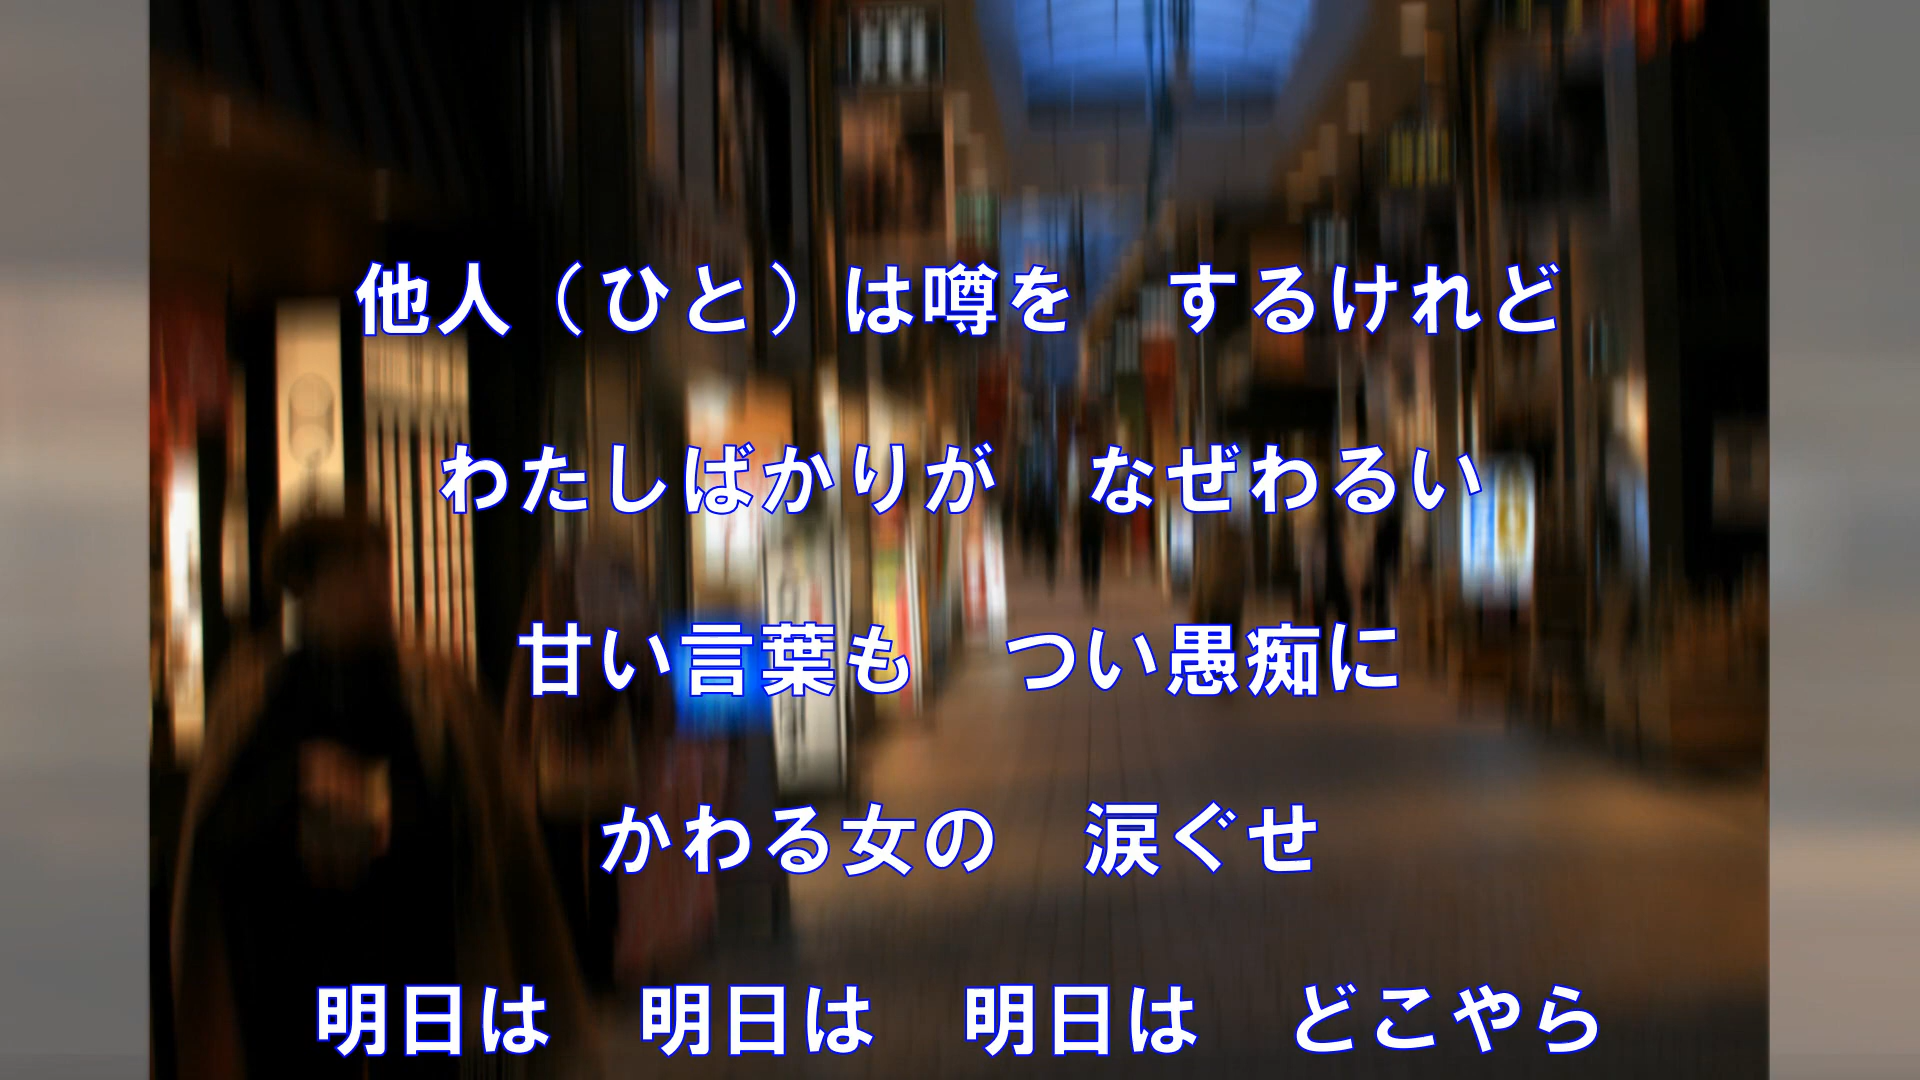 他人（ひと）は噂を　するけれど
わたしばかりが　なぜわるい
甘い言葉も　つい愚痴に
かわる女の　涙ぐせ
明日は　明日は　明日は　どこやら